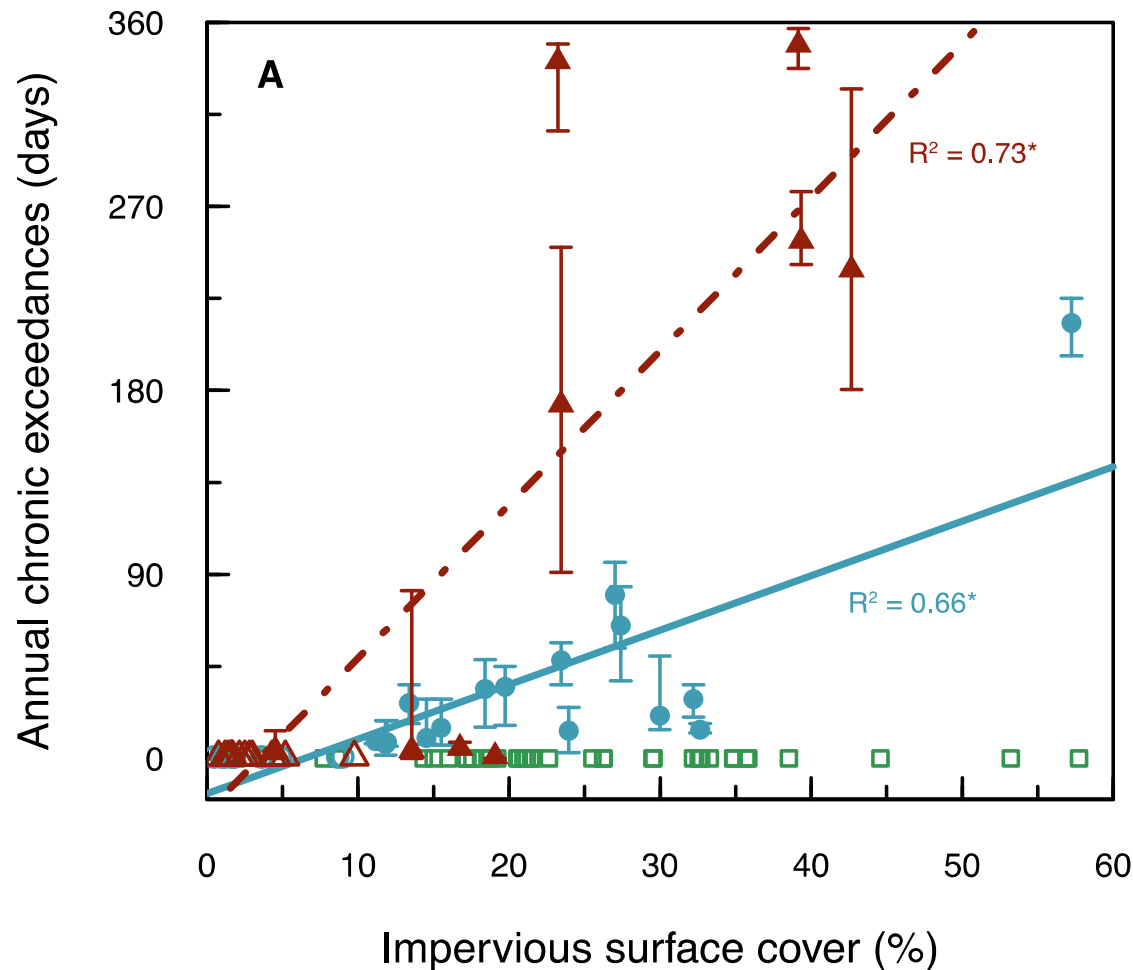 A
Annual chronic exceedances (days)
360
270
180
90
0
R² = 0.73*
R² = 0.66*
0 10 20 30 40 50 60
Impervious surface cover (%)